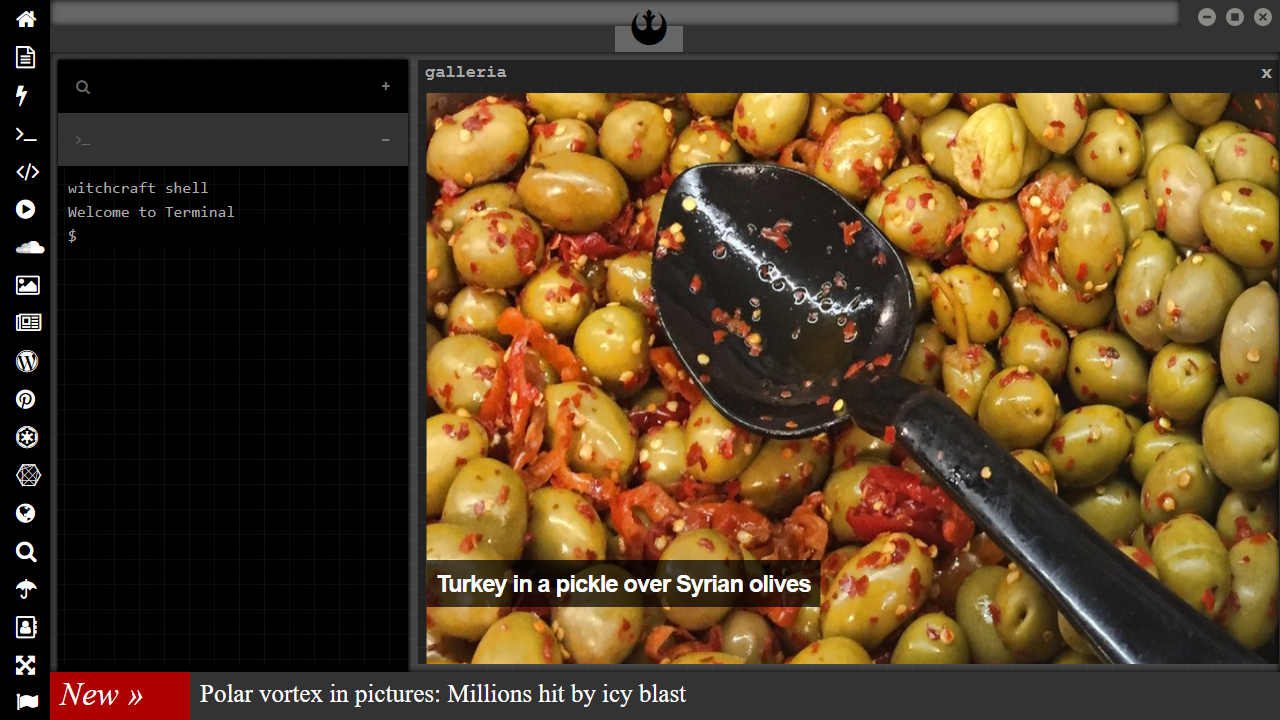 galleria
x
+
>_
−
witchcraft shell
Welcome to Terminal
$
Turkey in a pickle over Syrian olives
New »
Polar vortex in pictures: Millions hit by icy blast